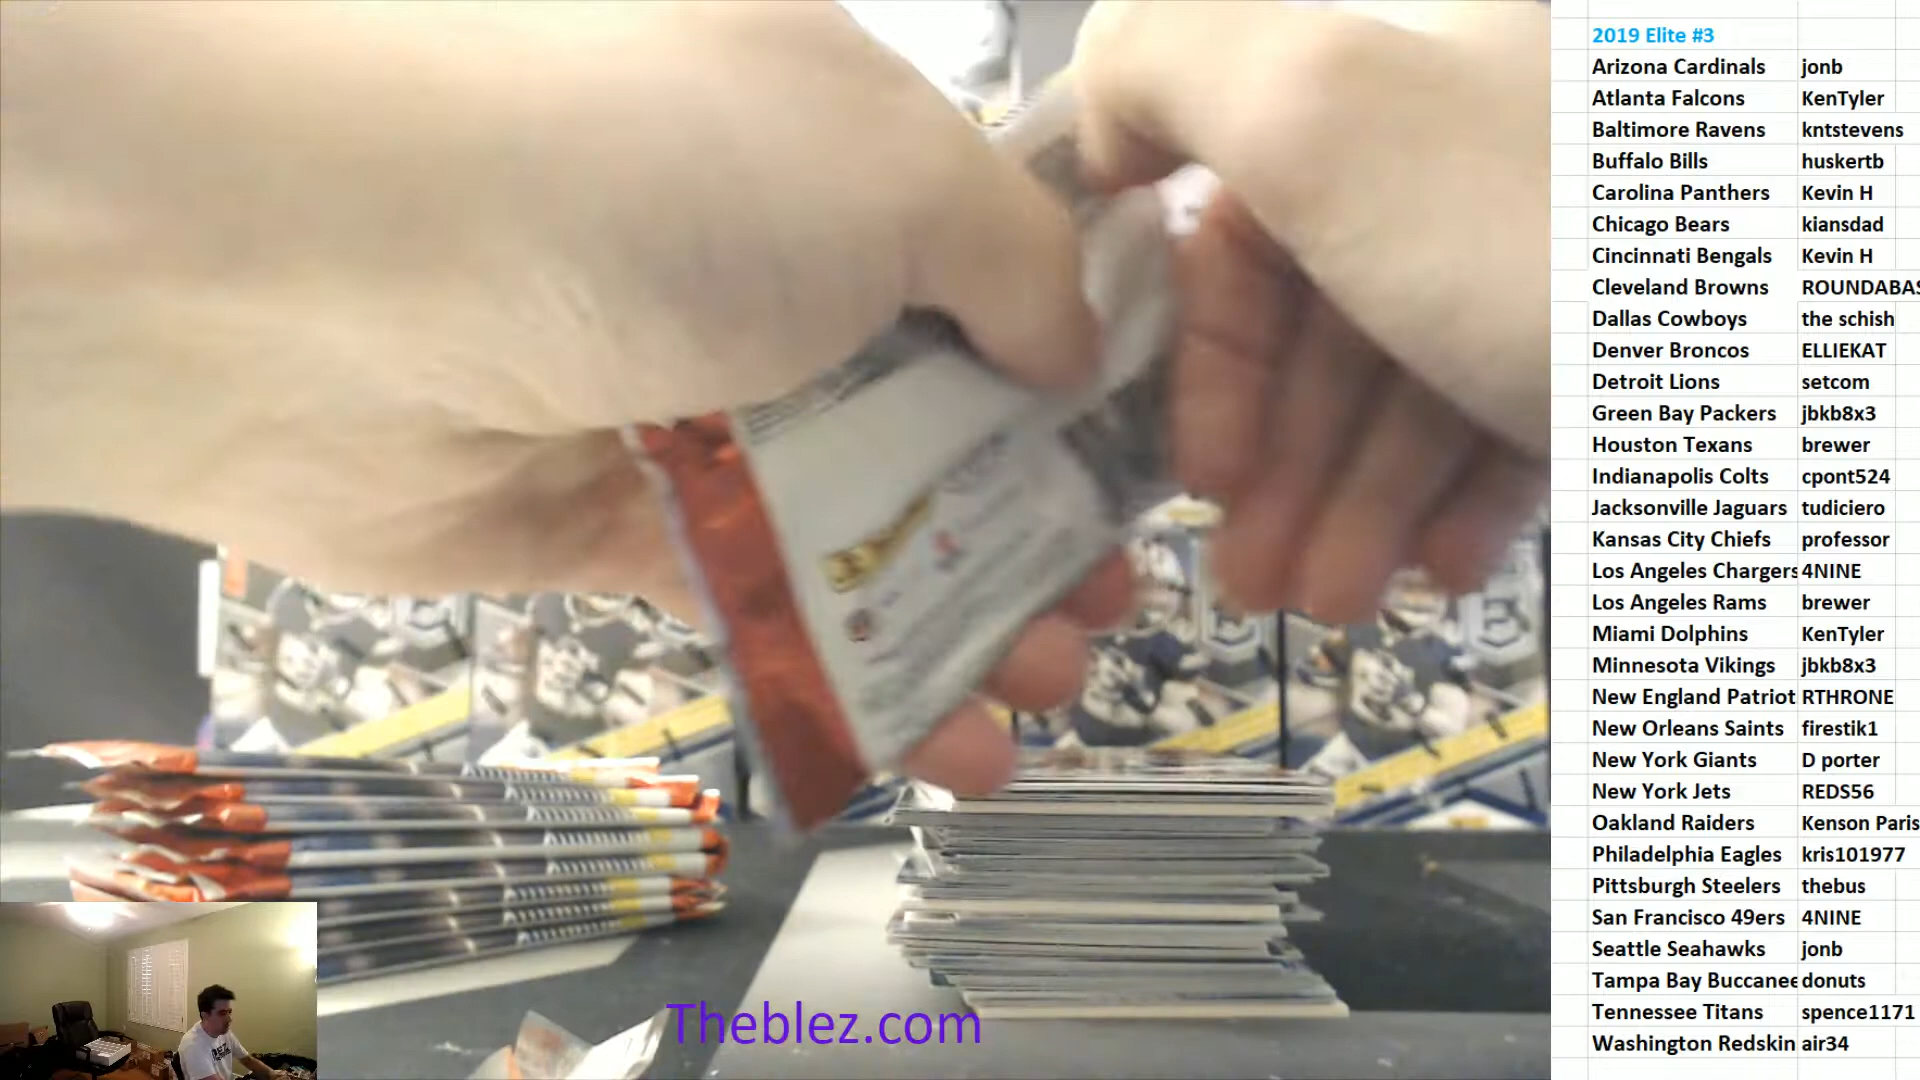 2019 Elite #3
Arizona Cardinals jonb
Atlanta Falcons KenTyler
Baltimore Ravens kntstevens
Buffalo Bills huskertb
Carolina Panthers Kevin H
Chicago Bears kiansdad
Cincinnati Bengals Kevin H
Cleveland Browns ROUNDABAS
Dallas Cowboys the schish
Denver Broncos ELLIEKAT
Detroit Lions setcom
Green Bay Packers jbkb8x3
Houston Texans brewer
Indianapolis Colts cpont524
Jacksonville Jaguars tudiciero
Kansas City Chiefs professor
Los Angeles Chargers 4NINE
Los Angeles Rams brewer
Miami Dolphins KenTyler
Minnesota Vikings jbkb8x3
New England Patriot RTHRONE
New Orleans Saints firestik1
New York Giants D porter
New York Jets REDS56
Oakland Raiders Kenson Paris
Philadelphia Eagles kris101977
Pittsburgh Steelers thebus
San Francisco 49ers 4NINE
Seattle Seahawks jonb
Tampa Bay Buccanee donuts
Tennessee Titans spence1171
Washington Redskin air34
Theblez.com